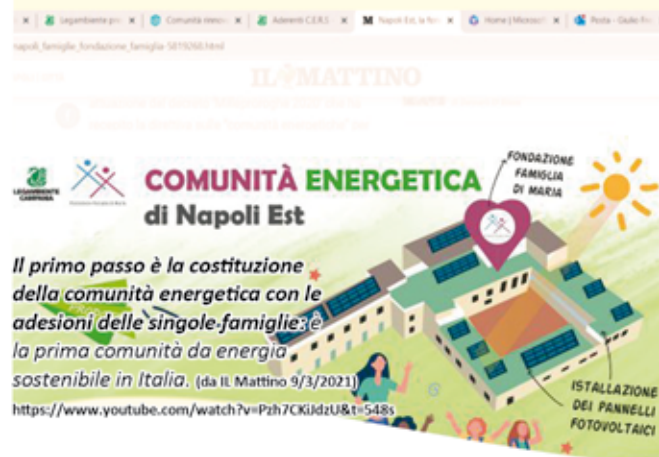 Legambiente pr
Comunità rinno
Aderenti C.E.R.S
Napoli Est, la fon
Home | Microsof
Posta - Giulio Fe
napoli_famiglie_fondazione_famiglia-5819268.html
IL MATTINO
LEGAMBIENTE
CAMPANIA
COMUNITÀ ENERGETICA
di Napoli Est
FONDAZIONE
FAMIGLIA
DI MARIA
Il primo passo è la costituzione
della comunità energetica con le
adesioni delle singole famiglie: è
la prima comunità da energia
sostenibile in Italia. (da IL Mattino 9/3/2021)
https://www.youtube.com/watch?v=Pzh7CKiJdzU&t=548s
ISTALLAZIONE
DEI PANNELLI
FOTOVOLTAICI